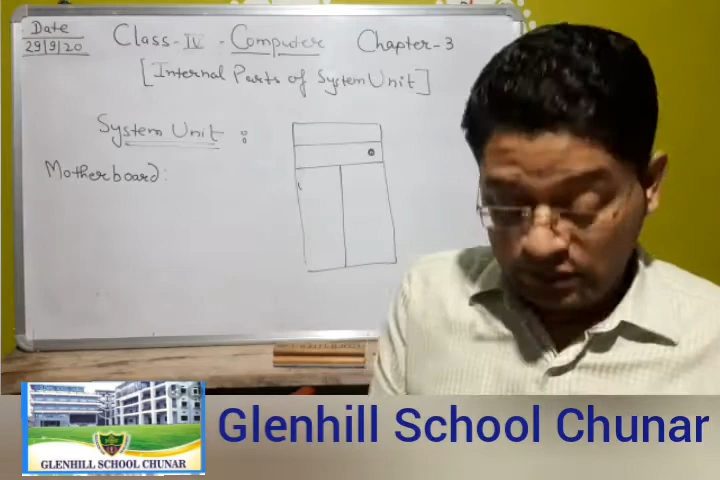 Date
29/9/20
Class-IV - Computer Chapter-3
[Internal Parts of System Unit]
System Unit :
Motherboard:
GLENHILL SCHOOL CHUNAR
Glenhill School Chunar